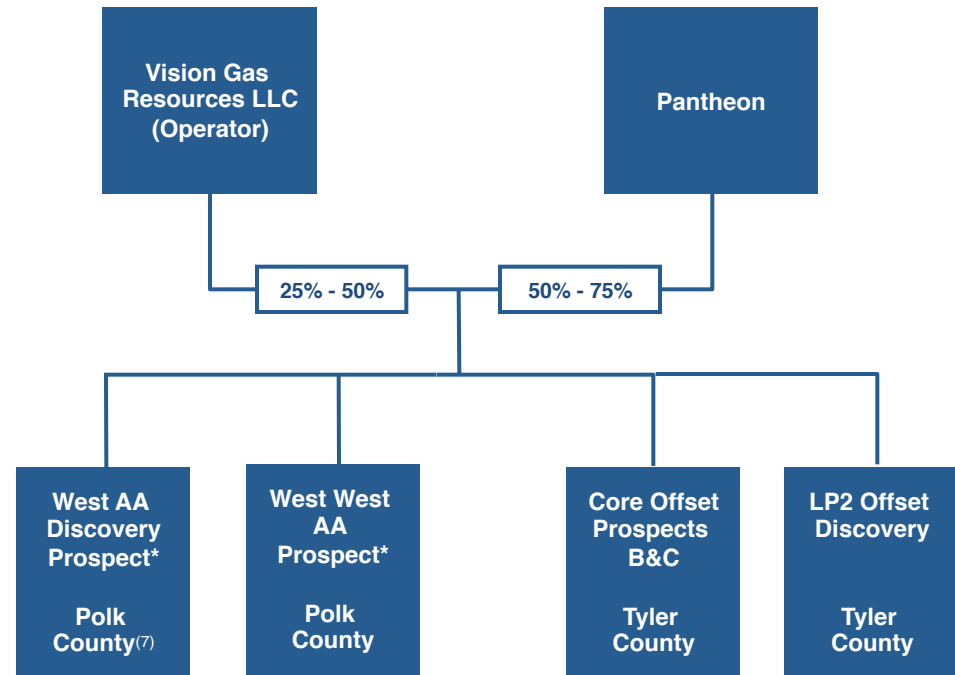 Vision Gas
Resources LLC
(Operator)
Pantheon
25% - 50%
50% - 75%
West AA
Discovery
Prospect*
Polk
County(7)
West West
AA
Prospect*
Polk
County
Core Offset
Prospects
B&C
Tyler
County
LP2 Offset
Discovery
Tyler
County